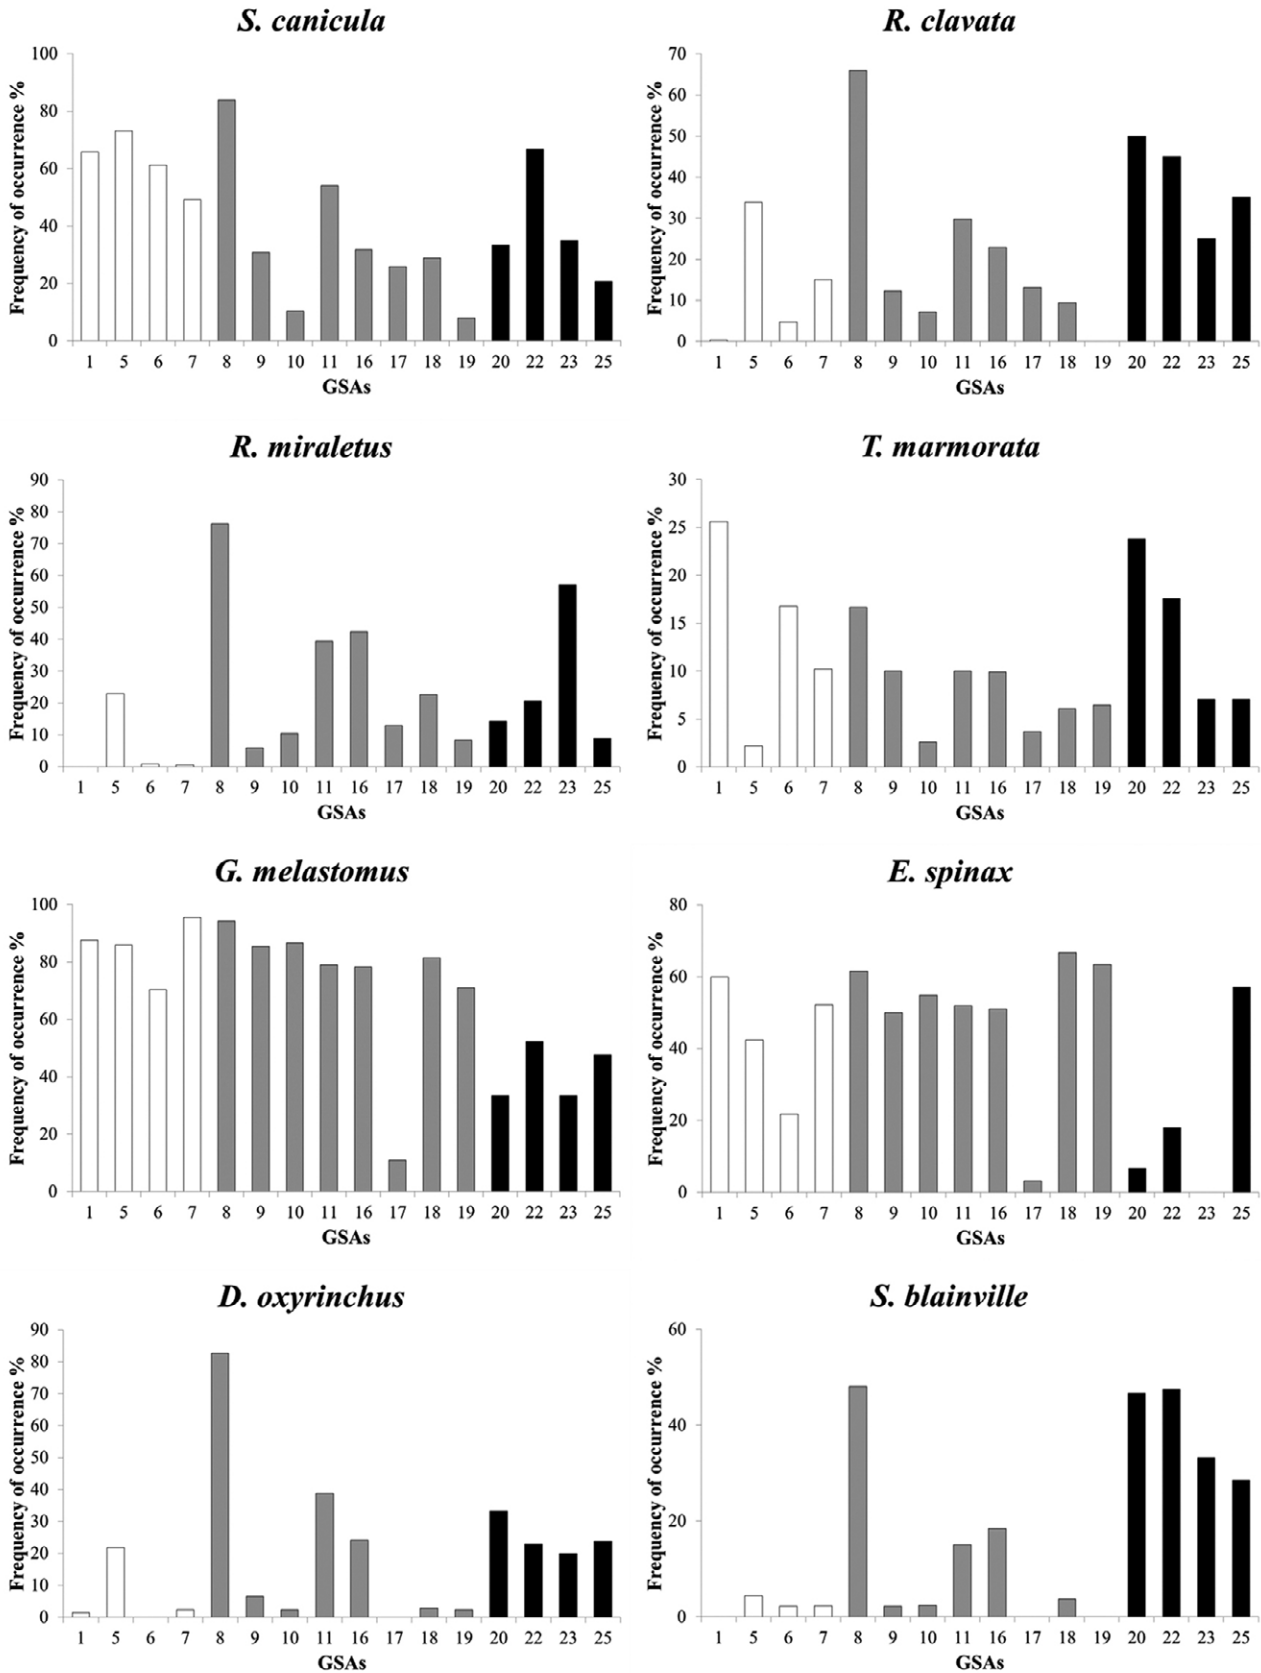 S. canicula
Frequency of occurrence %
100
80
60
40
20
0
1 5 6 7 8 9 10 11 16 17 18 19 20 22 23 25
GSAs
R. clavata
Frequency of occurrence %
70
60
50
40
30
20
10
0
1 5 6 7 8 9 10 11 16 17 18 19 20 22 23 25
GSAs
R. miraletus
Frequency of occurrence %
90
80
70
60
50
40
30
20
10
0
1 5 6 7 8 9 10 11 16 17 18 19 20 22 23 25
GSAs
T. marmorata
Frequency of occurrence %
30
25
20
15
10
5
0
1 5 6 7 8 9 10 11 16 17 18 19 20 22 23 25
GSAs
G. melastomus
Frequency of occurrence %
100
80
60
40
20
0
1 5 6 7 8 9 10 11 16 17 18 19 20 22 23 25
GSAs
E. spinax
Frequency of occurrence %
80
60
40
20
0
1 5 6 7 8 9 10 11 16 17 18 19 20 22 23 25
GSAs
D. oxyrinchus
Frequency of occurrence %
90
80
70
60
50
40
30
20
10
0
1 5 6 7 8 9 10 11 16 17 18 19 20 22 23 25
GSAs
S. blainville
Frequency of occurrence %
60
40
20
0
1 5 6 7 8 9 10 11 16 17 18 19 20 22 23 25
GSAs